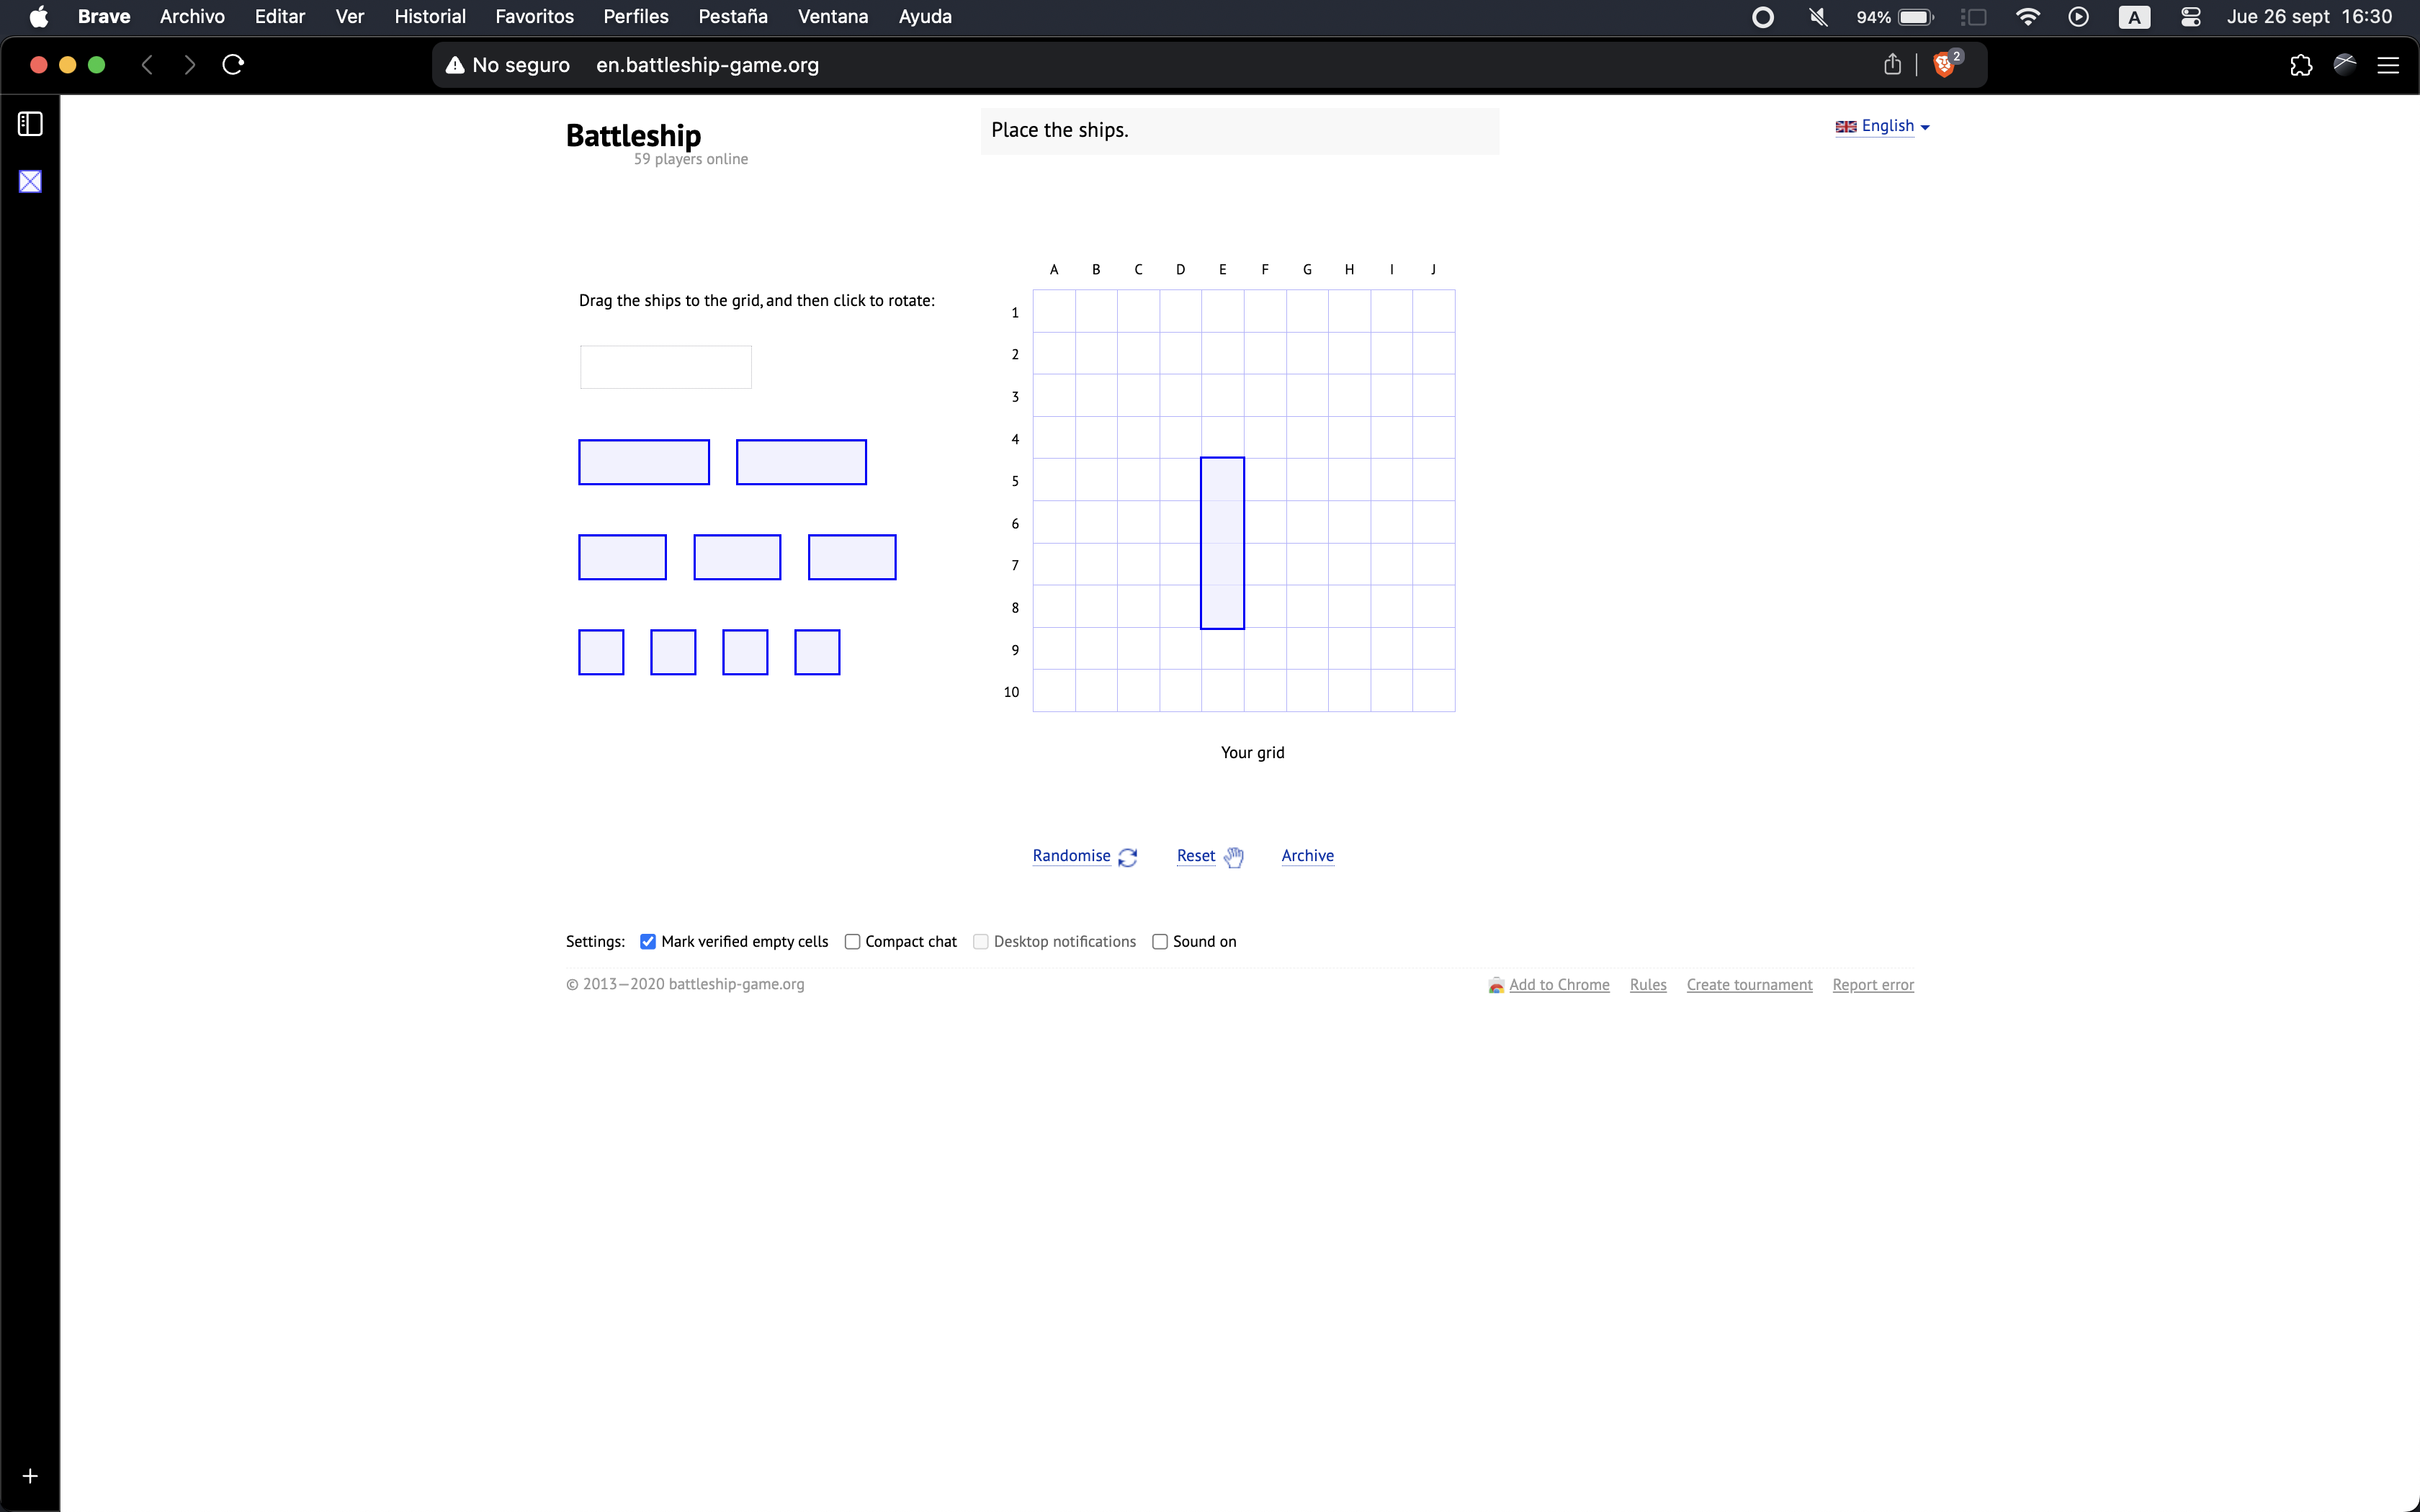 Brave Archivo Editar Ver Historial Favoritos Perfiles Pestaña Ventana Ayuda 94% A Jue 26 sept 16:30
No seguro en.battleship-game.org 2
Battleship
59 players online
Place the ships.
English
Drag the ships to the grid, and then click to rotate:
A B C D E F G H I J
1
2
3
4
5
6
7
8
9
10
Your grid
Randomise Reset Archive
Settings: Mark verified empty cells Compact chat Desktop notifications Sound on
© 2013—2020 battleship-game.org Add to Chrome Rules Create tournament Report error